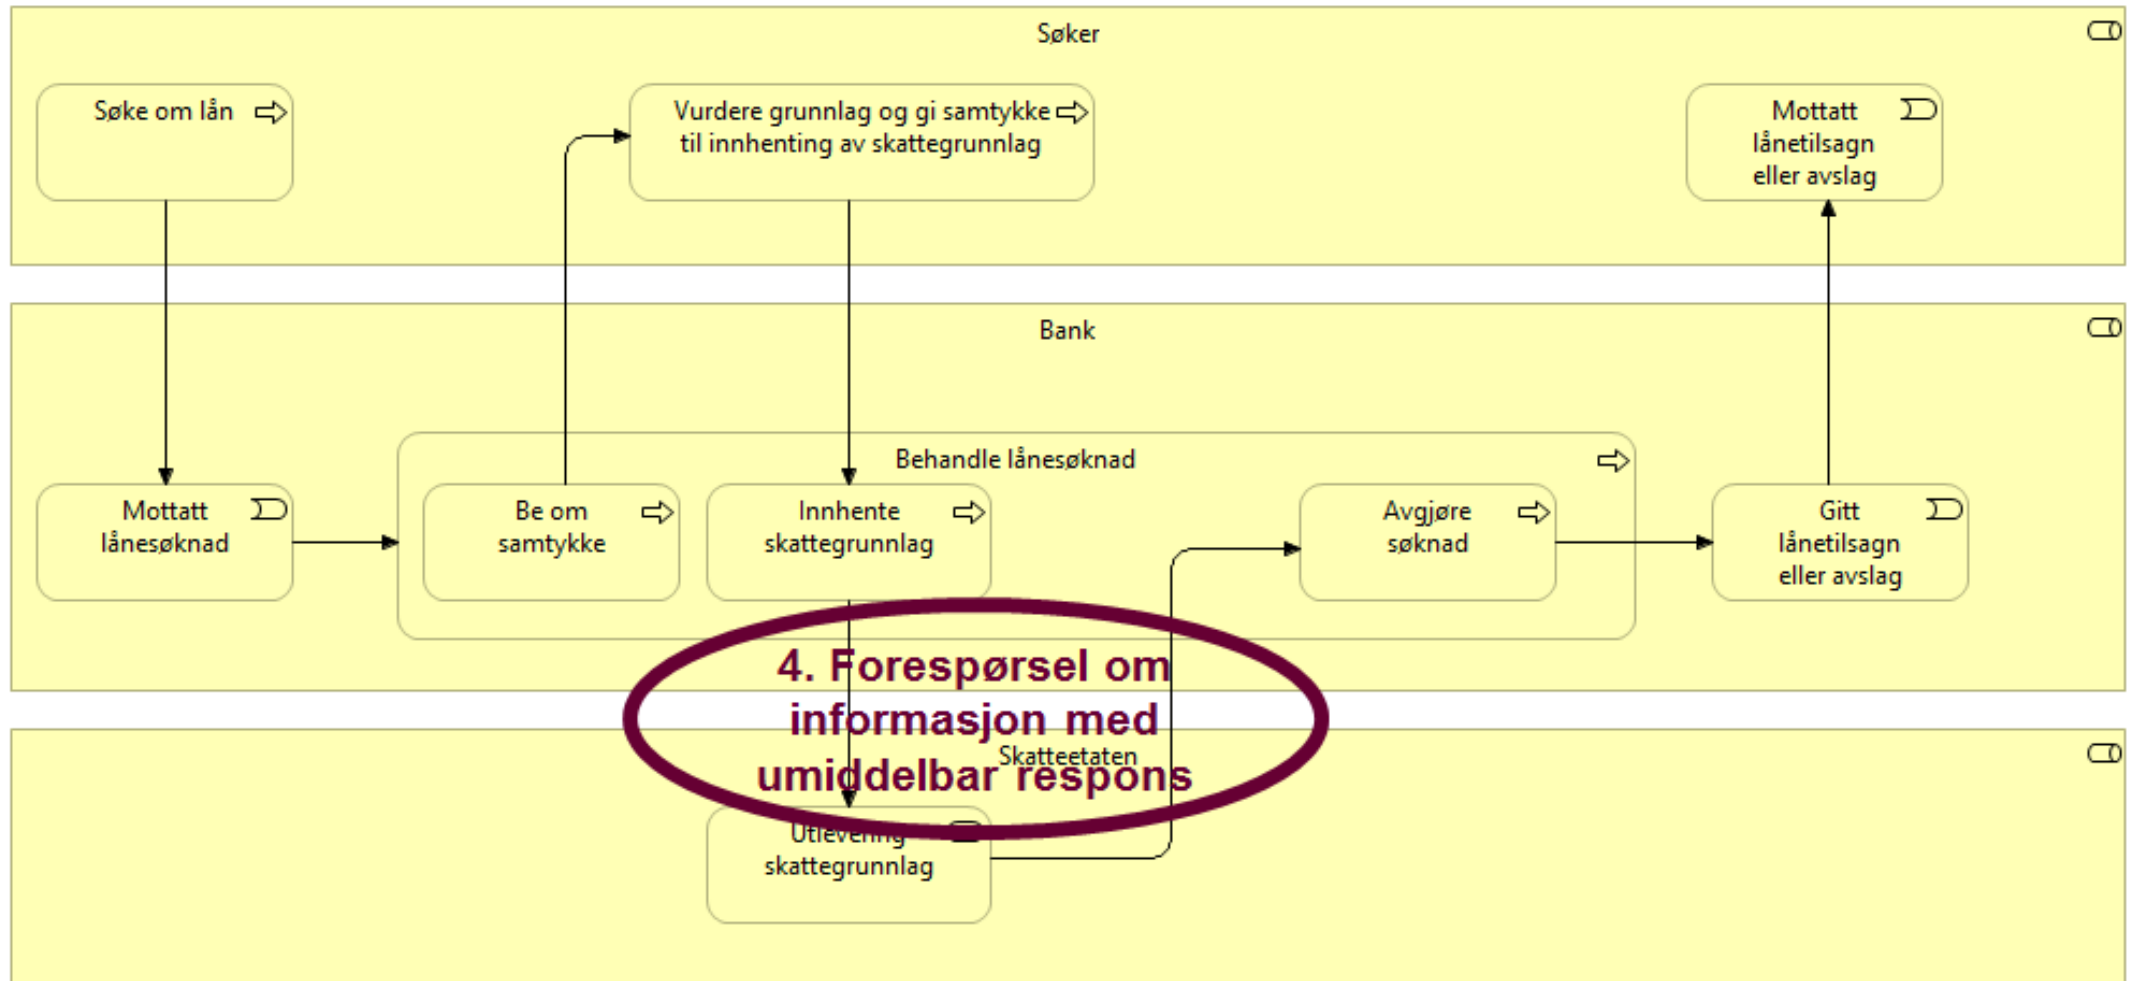 Søker
Søke om lån
Vurdere grunnlag og gi samtykke
til innhenting av skattegrunnlag
Mottatt
lånetilsagn
eller avslag
Bank
Behandle lånesøknad
Mottatt
lånesøknad
Be om
samtykke
Innhente
skattegrunnlag
Avgjøre
søknad
Gitt
lånetilsagn
eller avslag
4. Forespørsel om
informasjon med
umiddelbar respons
Skatteetaten
Utlevering
skattegrunnlag